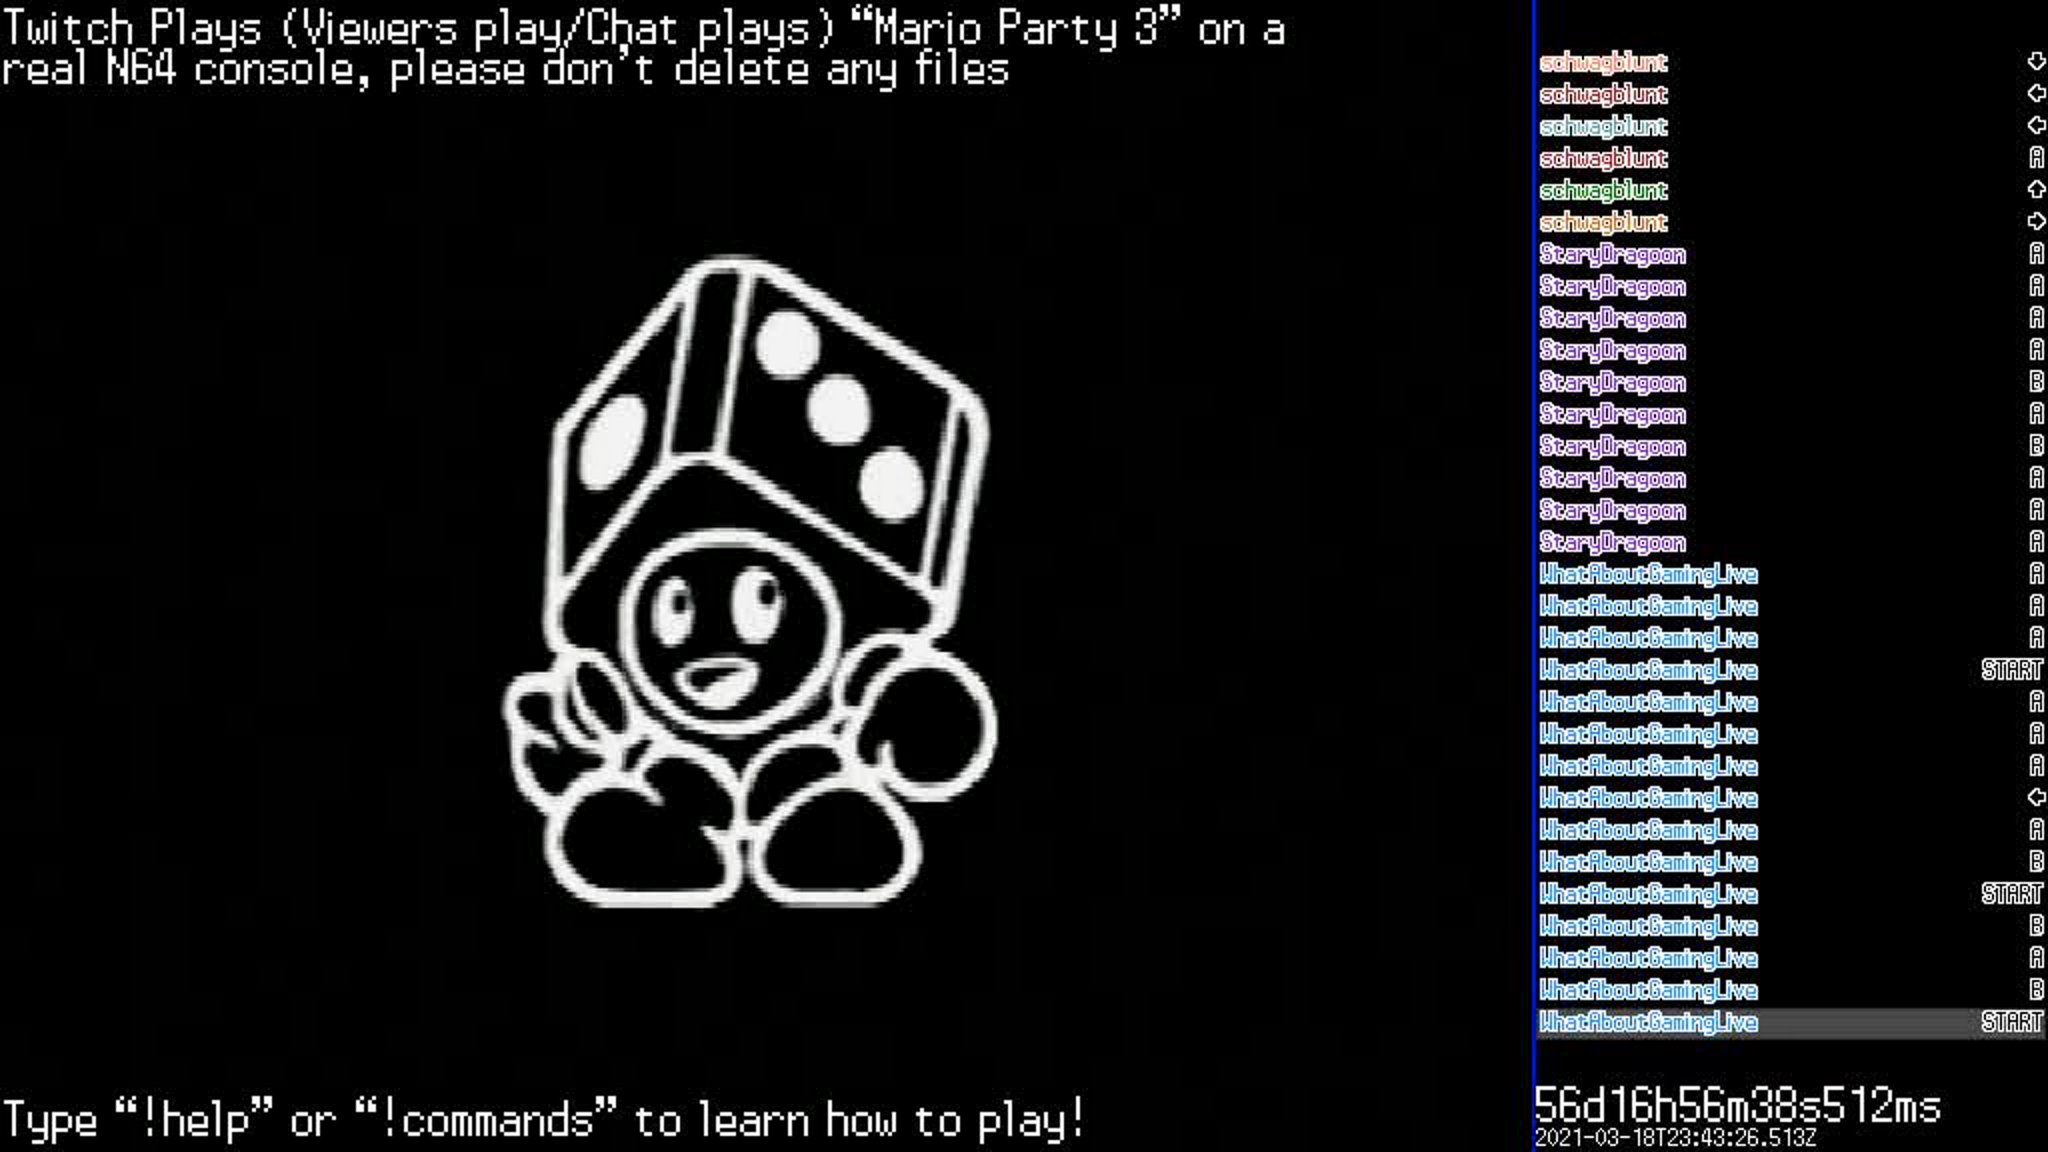 Twitch Plays (Viewers play/Chat plays) “Mario Party 3” on a
real N64 console, please don't delete any files
schwagblunt ⇩
schwagblunt ⇦
schwagblunt ⇦
schwagblunt A
schwagblunt ⇧
schwagblunt ⇨
StaryDragoon A
StaryDragoon A
StaryDragoon A
StaryDragoon A
StaryDragoon B
StaryDragoon A
StaryDragoon B
StaryDragoon A
StaryDragoon A
StaryDragoon A
WhatAboutGamingLive A
WhatAboutGamingLive A
WhatAboutGamingLive A
WhatAboutGamingLive START
WhatAboutGamingLive A
WhatAboutGamingLive A
WhatAboutGamingLive A
WhatAboutGamingLive ⇦
WhatAboutGamingLive A
WhatAboutGamingLive B
WhatAboutGamingLive START
WhatAboutGamingLive B
WhatAboutGamingLive A
WhatAboutGamingLive B
WhatAboutGamingLive START
Type “!help” or “!commands” to learn how to play!
56d16h56m38s512ms
2021-03-18T23:43:26.513Z